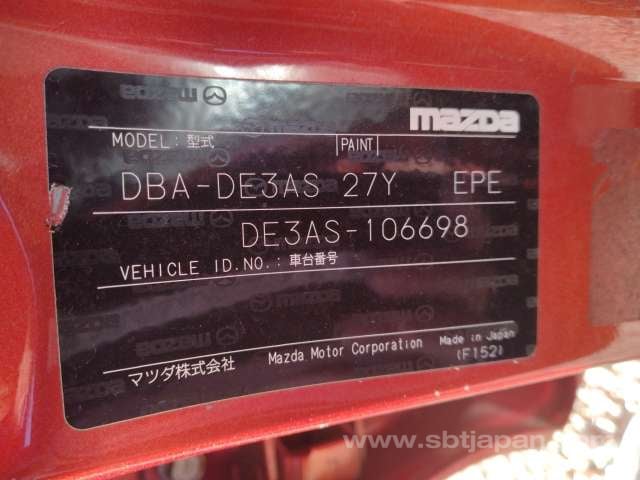 mazda
MODEL: 型式 PAINT
DBA-DE3AS 27Y EPE
DE3AS-106698
VEHICLE ID.NO.: 車台番号
マツダ株式会社 Mazda Motor Corporation Made in Japan
(F152)
www.sbtjapan.com